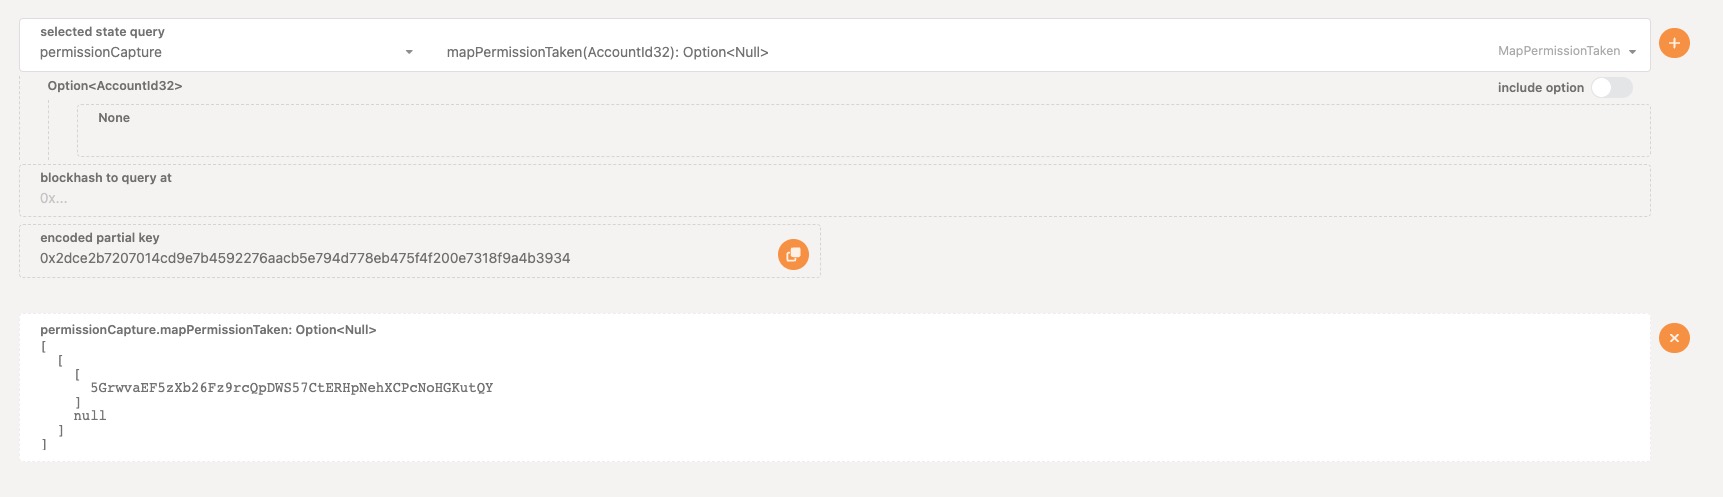 selected state query
permissionCapture
mapPermissionTaken(AccountId32): Option<Null>
MapPermissionTaken
Option<AccountId32>
include option
None
blockhash to query at
0x...
encoded partial key
0x2dce2b7207014cd9e7b4592276aacb5e794d778eb475f4f200e7318f9a4b3934
permissionCapture.mapPermissionTaken: Option<Null>
[
[
[
5GrwvaEF5zXb26Fz9rcQpDWS57CtERHpNehXCPcNoHGKutQY
]
null
]
]